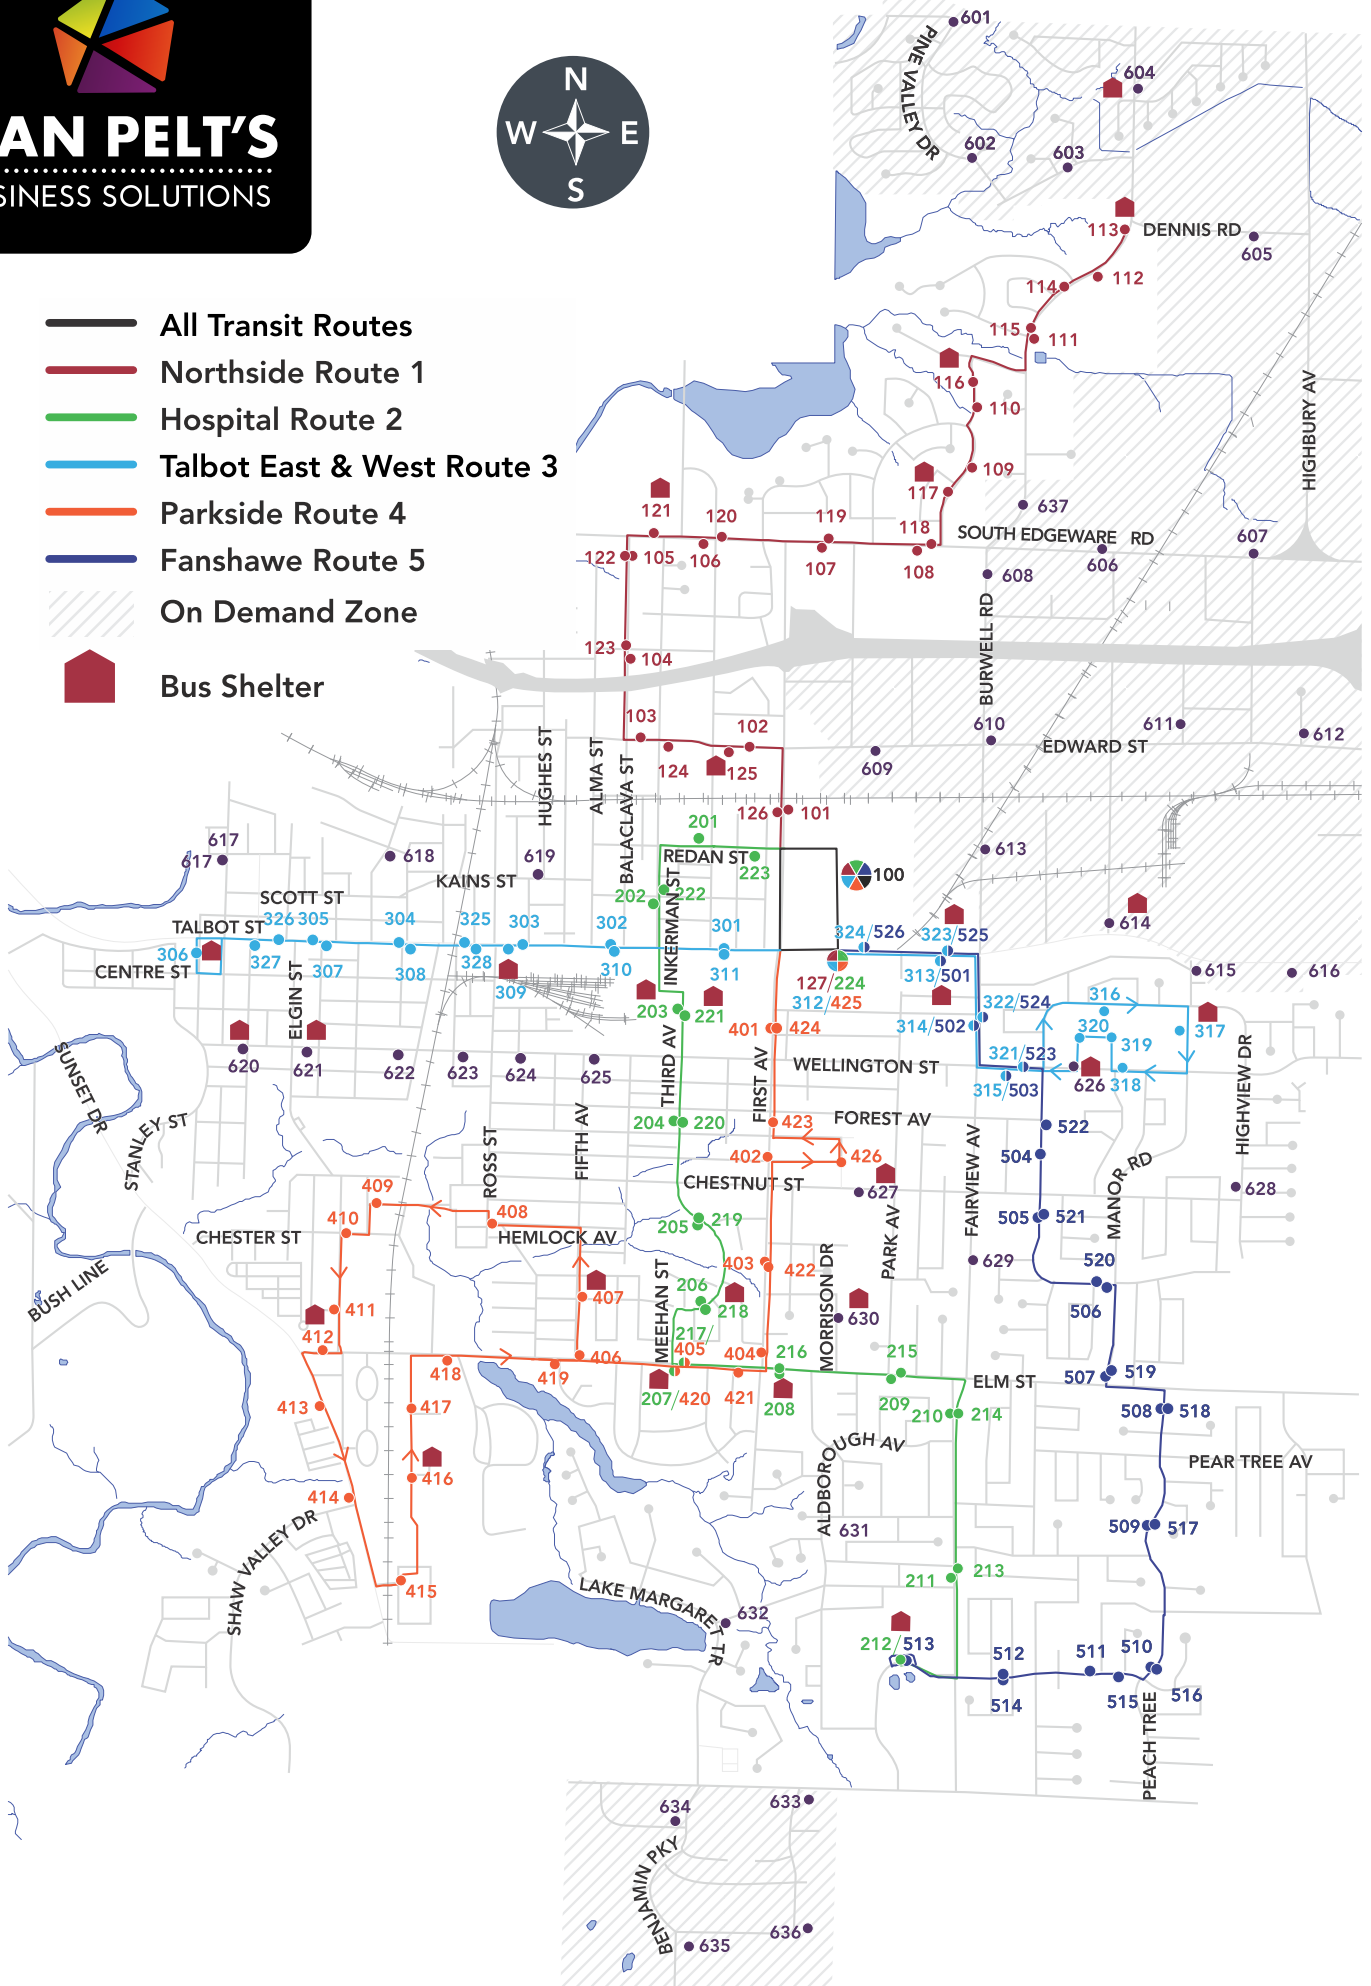 AN PELT'S
SINESS SOLUTIONS
N
W E
S
All Transit Routes
Northside Route 1
Hospital Route 2
Talbot East & West Route 3
Parkside Route 4
Fanshawe Route 5
On Demand Zone
Bus Shelter
601
PINE VALLEY DR
604
602
603
113
DENNIS RD
605
114
112
115
111
116
110
HIGHBURY AV
109
117
637
121
120
119
118
SOUTH EDGEWARE RD
607
122
105
106
107
108
606
608
BURWELL RD
123
104
103
102
610
611
612
124
125
609
EDWARD ST
HUGHES ST
ALMA ST
BALACLAVA ST
126
101
201
617
617
618
619
REDAN ST
223
613
100
KAINS ST
202
222
INKERMAN ST
SCOTT ST
TALBOT ST
326
305
304
325
303
302
301
324/526
323/525
614
306
327
307
308
328
309
310
311
CENTRE ST
ELGIN ST
127/224
312/425
313/501
615
616
203
221
322/524
314/502
316
317
320
319
401
424
THIRD AV
FIRST AV
WELLINGTON ST
321/523
315/503
626
318
HIGHVIEW DR
620
621
622
623
624
625
SUNSET DR
STANLEY ST
ROSS ST
FIFTH AV
204
220
423
FOREST AV
522
402
426
504
FAIRVIEW AV
MANOR RD
CHESTNUT ST
627
628
409
408
410
205
219
505
521
CHESTER ST
HEMLOCK AV
PARK AV
403
422
629
520
BUSH LINE
MEEHAN ST
MORRISON DR
407
206
218
506
411
630
412
217/
405
404
216
215
406
418
419
207/420
421
208
209
ELM ST
507
519
413
417
210
214
508
518
ALDBOROUGH AV
PEAR TREE AV
416
414
631
509
517
SHAW VALLEY DR
415
211
213
LAKE MARGARET TR
632
212/513
512
511
510
514
515
516
PEACH TREE
633
634
BENJAMIN PKY
636
635